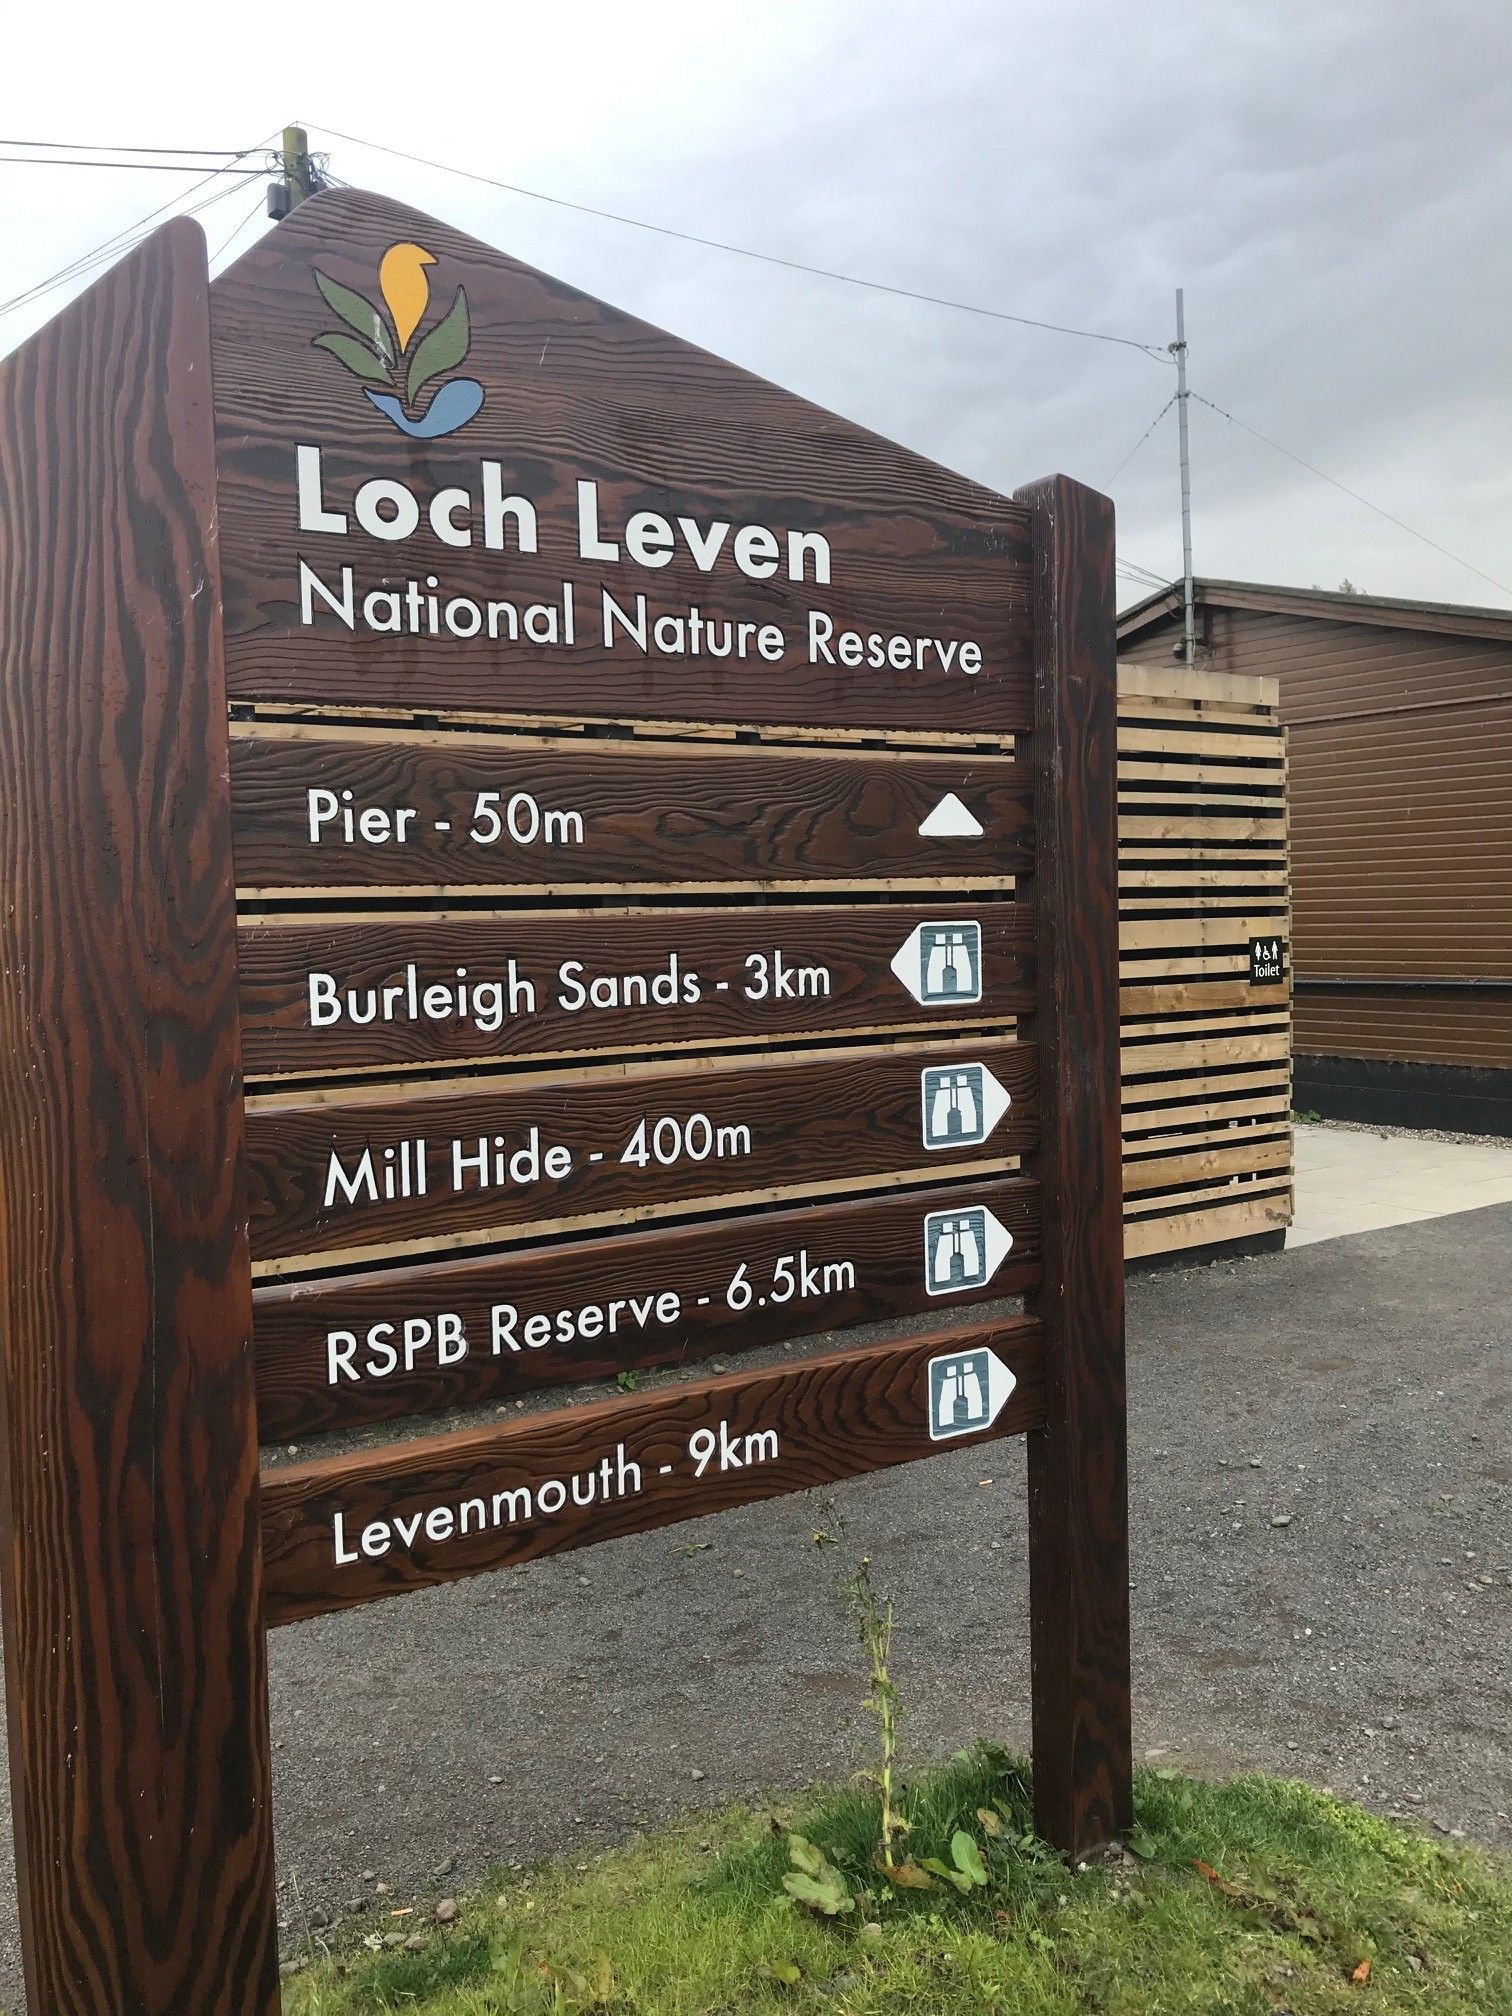 Loch Leven
National Nature Reserve
Pier - 50m
Burleigh Sands - 3km
Mill Hide - 400m
RSPB Reserve - 6.5km
Levenmouth - 9km
Toilet